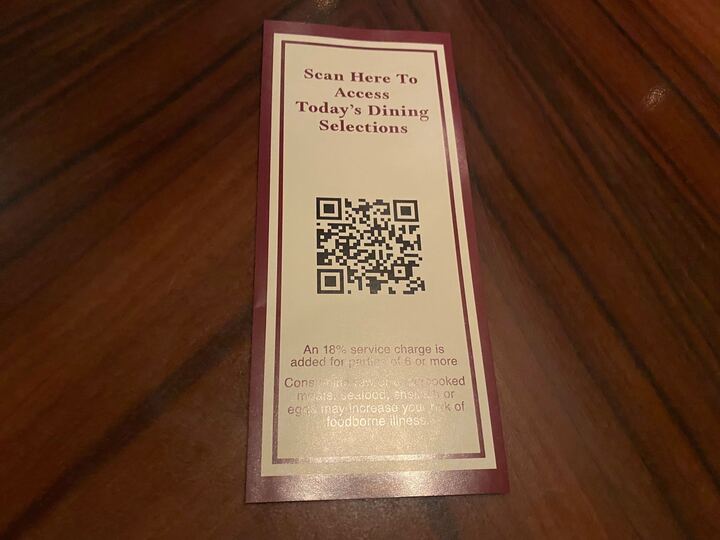 Scan Here To
Access
Today's Dining
Selections
An 18% service charge is
added for parties of 6 or more
Consuming raw or undercooked
meats, seafood, shellfish or
eggs may increase your risk of
foodborne illness.